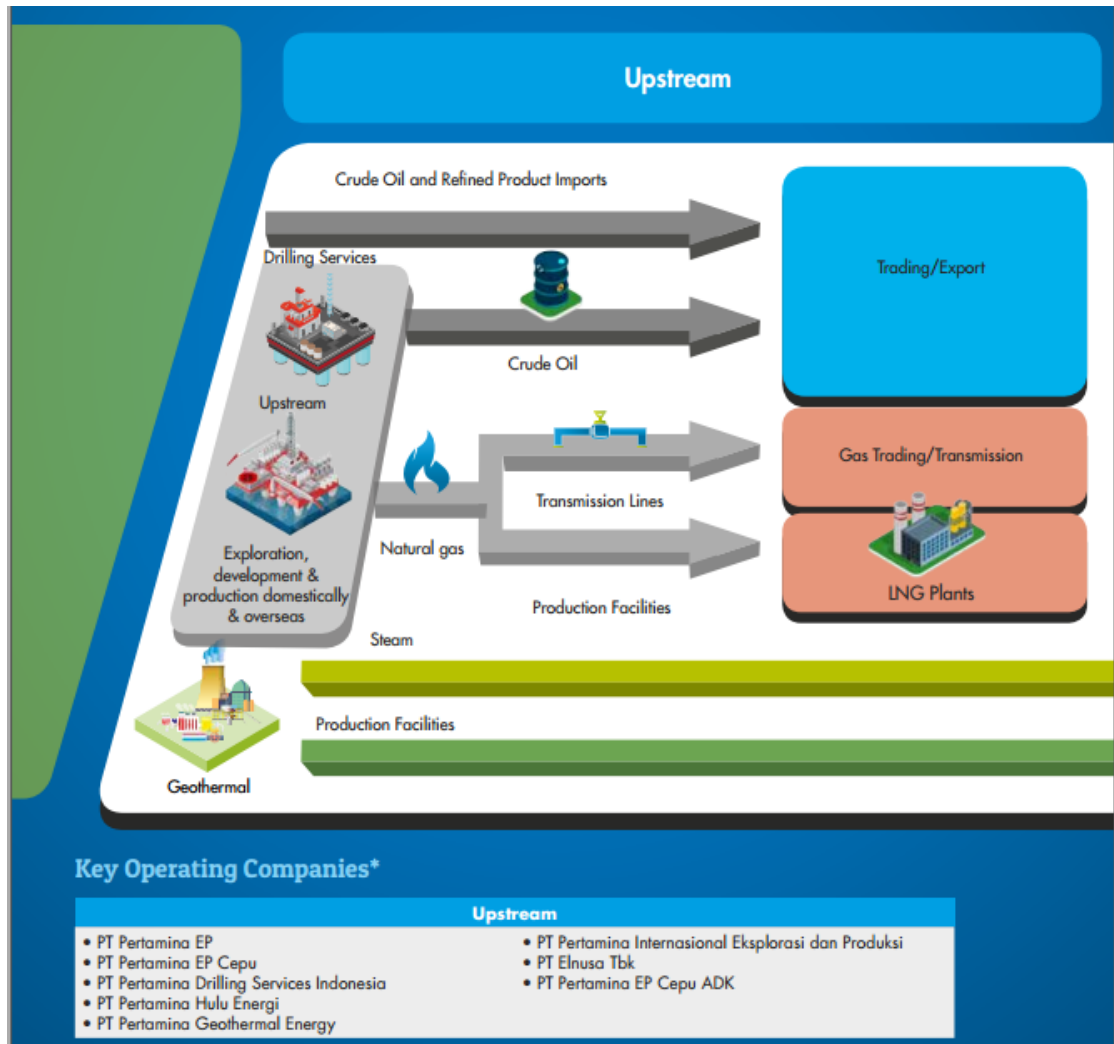 Upstream
Crude Oil and Refined Product Imports
Drilling Services
Trading/Export
Crude Oil
Upstream
Gas Trading/Transmission
Transmission Lines
Natural gas
Exploration,
development &
production domestically
& overseas
LNG Plants
Production Facilities
Steam
Production Facilities
Geothermal
Key Operating Companies*
Upstream
• PT Pertamina EP
• PT Pertamina EP Cepu
• PT Pertamina Drilling Services Indonesia
• PT Pertamina Hulu Energi
• PT Pertamina Geothermal Energy
• PT Pertamina Internasional Eksplorasi dan Produksi
• PT Elnusa Tbk
• PT Pertamina EP Cepu ADK